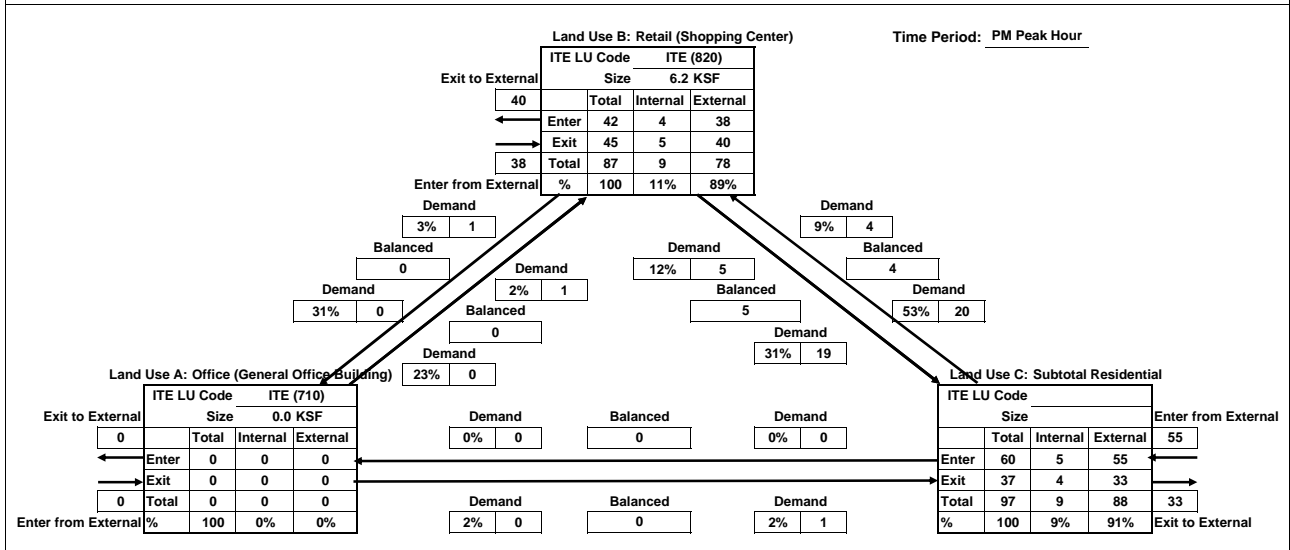 Land Use B: Retail (Shopping Center)
Time Period: PM Peak Hour
ITE LU Code ITE (820)
Exit to External Size 6.2 KSF
40 Total Internal External
Enter 42 4 38
Exit 45 5 40
38 Total 87 9 78
Enter from External % 100 11% 89%
Demand Demand
3% 1 9% 4
Balanced Demand Balanced
0 12% 5 4
Demand
2% 1
Demand Balanced Demand
31% 0 5 53% 20
Balanced
0
Demand Demand
23% 0 31% 19
Land Use A: Office (General Office Building)
Land Use C: Subtotal Residential
ITE LU Code ITE (710)
Exit to External Size 0.0 KSF
0 Total Internal External
Enter 0 0 0
Exit 0 0 0
0 Total 0 0 0
Enter from External % 100 0% 0%
Demand Balanced Demand
0% 0 0 0% 0
Demand Balanced Demand
2% 0 0 2% 1
ITE LU Code
Size Enter from External
Total Internal External 55
Enter 60 5 55
Exit 37 4 33
Total 97 9 88 33
% 100 9% 91% Exit to External